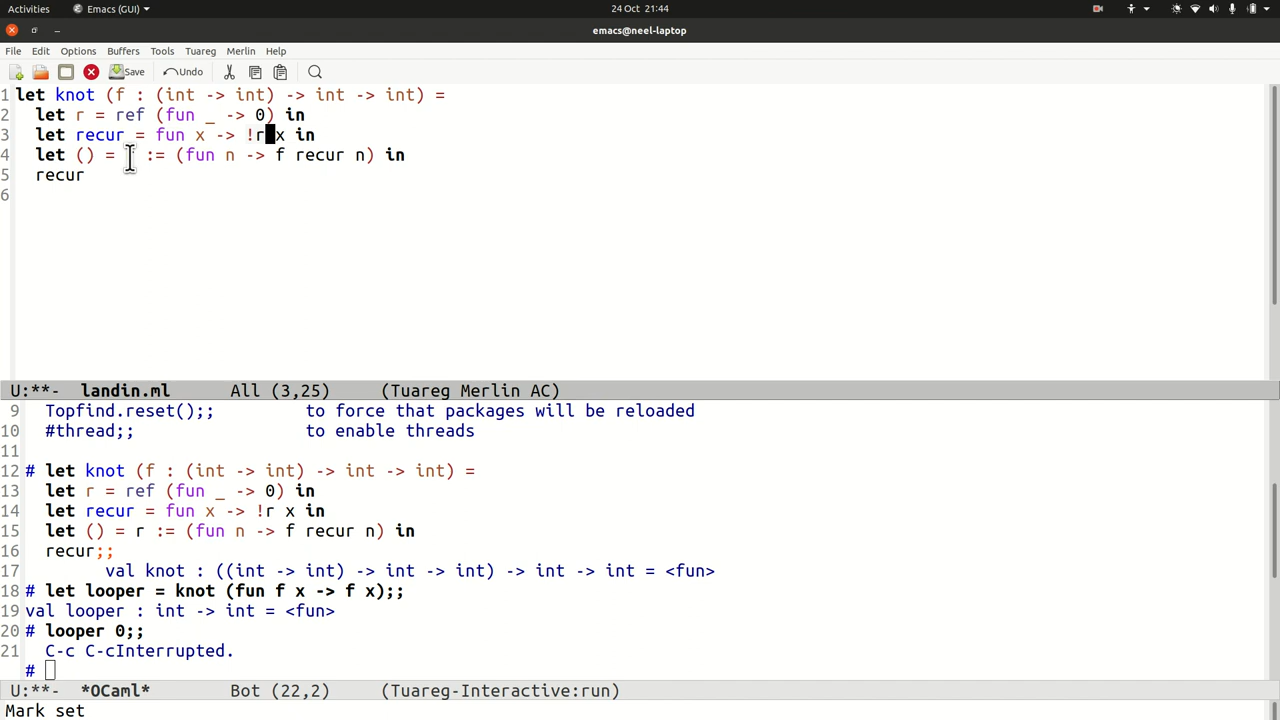 Activities Emacs (GUI) 24 Oct 21:44
emacs@neel-laptop
File Edit Options Buffers Tools Tuareg Merlin Help
Save Undo
1 let knot (f : (int -> int) -> int -> int) =
2 let r = ref (fun _ -> 0) in
3 let recur = fun x -> !r x in
4 let () = := (fun n -> f recur n) in
5 recur
6
U:**- landin.ml All (3,25) (Tuareg Merlin AC)
9 Topfind.reset();; to force that packages will be reloaded
10 #thread;; to enable threads
11
12 # let knot (f : (int -> int) -> int -> int) =
13 let r = ref (fun _ -> 0) in
14 let recur = fun x -> !r x in
15 let () = r := (fun n -> f recur n) in
16 recur;;
17 val knot : ((int -> int) -> int -> int) -> int -> int = <fun>
18 # let looper = knot (fun f x -> f x);;
19 val looper : int -> int = <fun>
20 # looper 0;;
21 C-c C-cInterrupted.
#
U:**- *OCaml* Bot (22,2) (Tuareg-Interactive:run)
Mark set